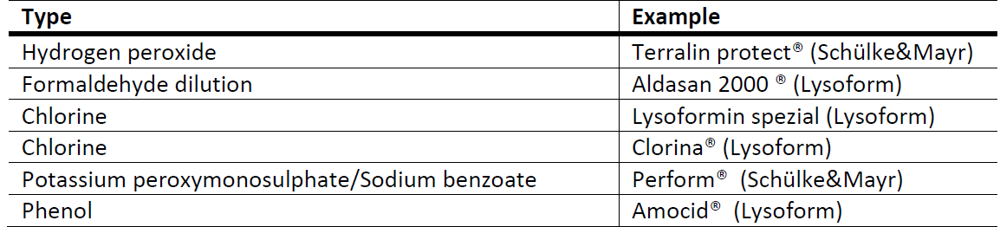 Type Example
Hydrogen peroxide Terralin protect® (Schülke&Mayr)
Formaldehyde dilution Aldasan 2000 ® (Lysoform)
Chlorine Lysoformin spezial (Lysoform)
Chlorine Clorina® (Lysoform)
Potassium peroxymonosulphate/Sodium benzoate Perform® (Schülke&Mayr)
Phenol Amocid® (Lysoform)